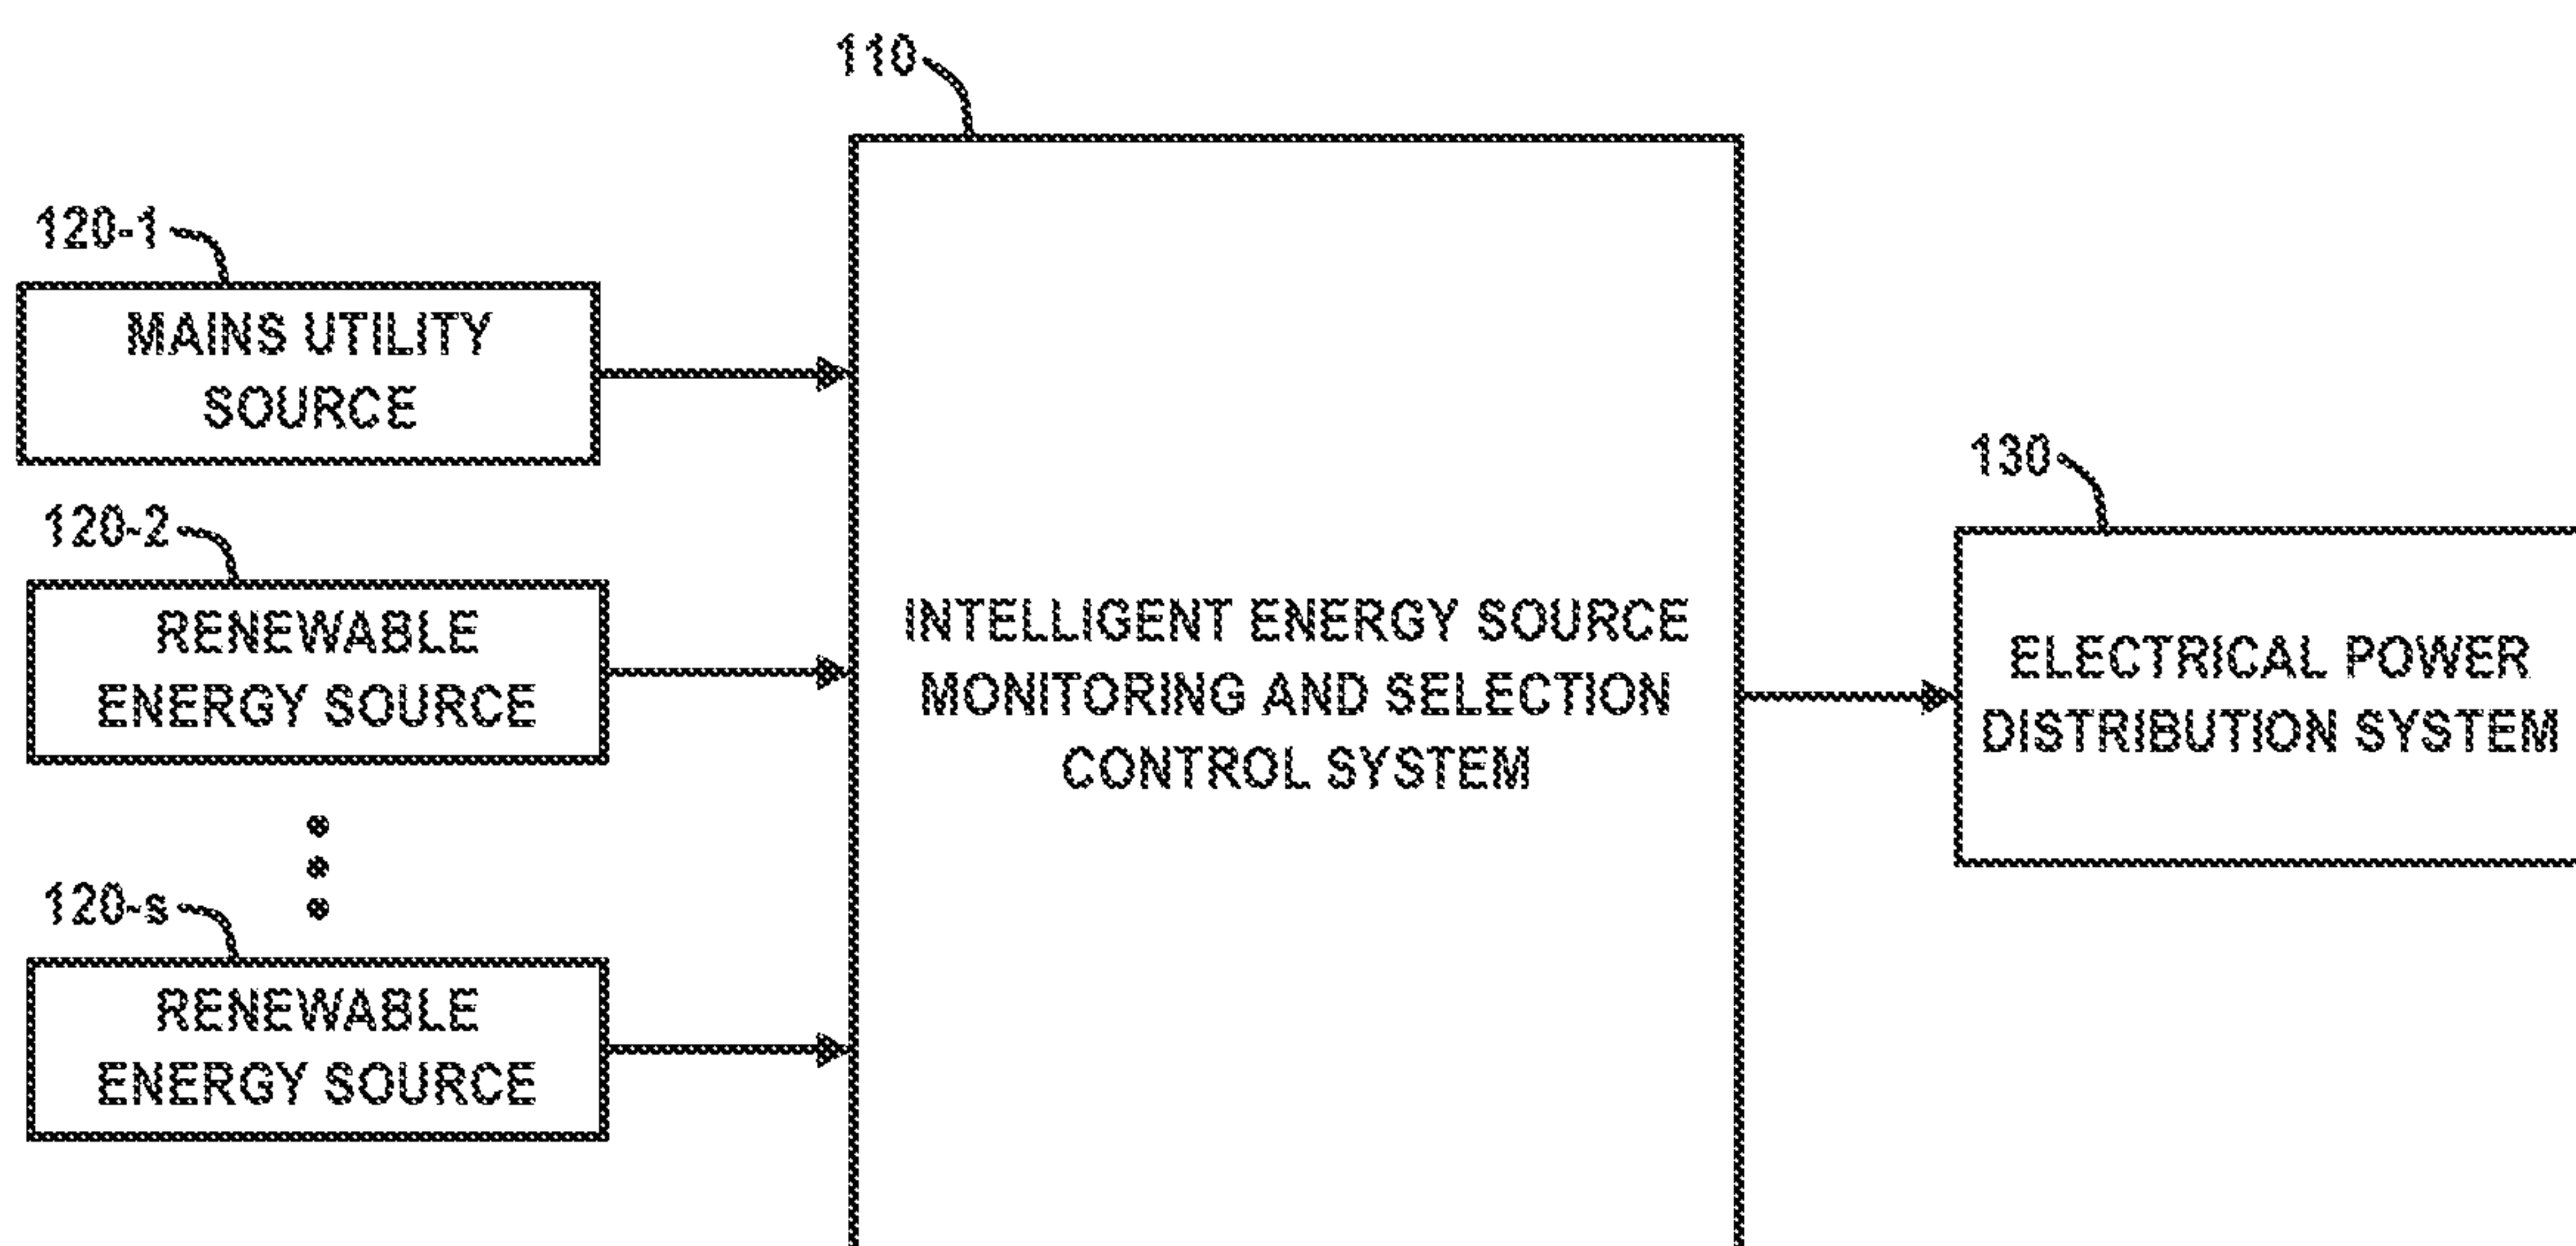 110
120-1
MAINS UTILITY
SOURCE
120-2
RENEWABLE
ENERGY SOURCE
120-s
RENEWABLE
ENERGY SOURCE
INTELLIGENT ENERGY SOURCE
MONITORING AND SELECTION
CONTROL SYSTEM
130
ELECTRICAL POWER
DISTRIBUTION SYSTEM